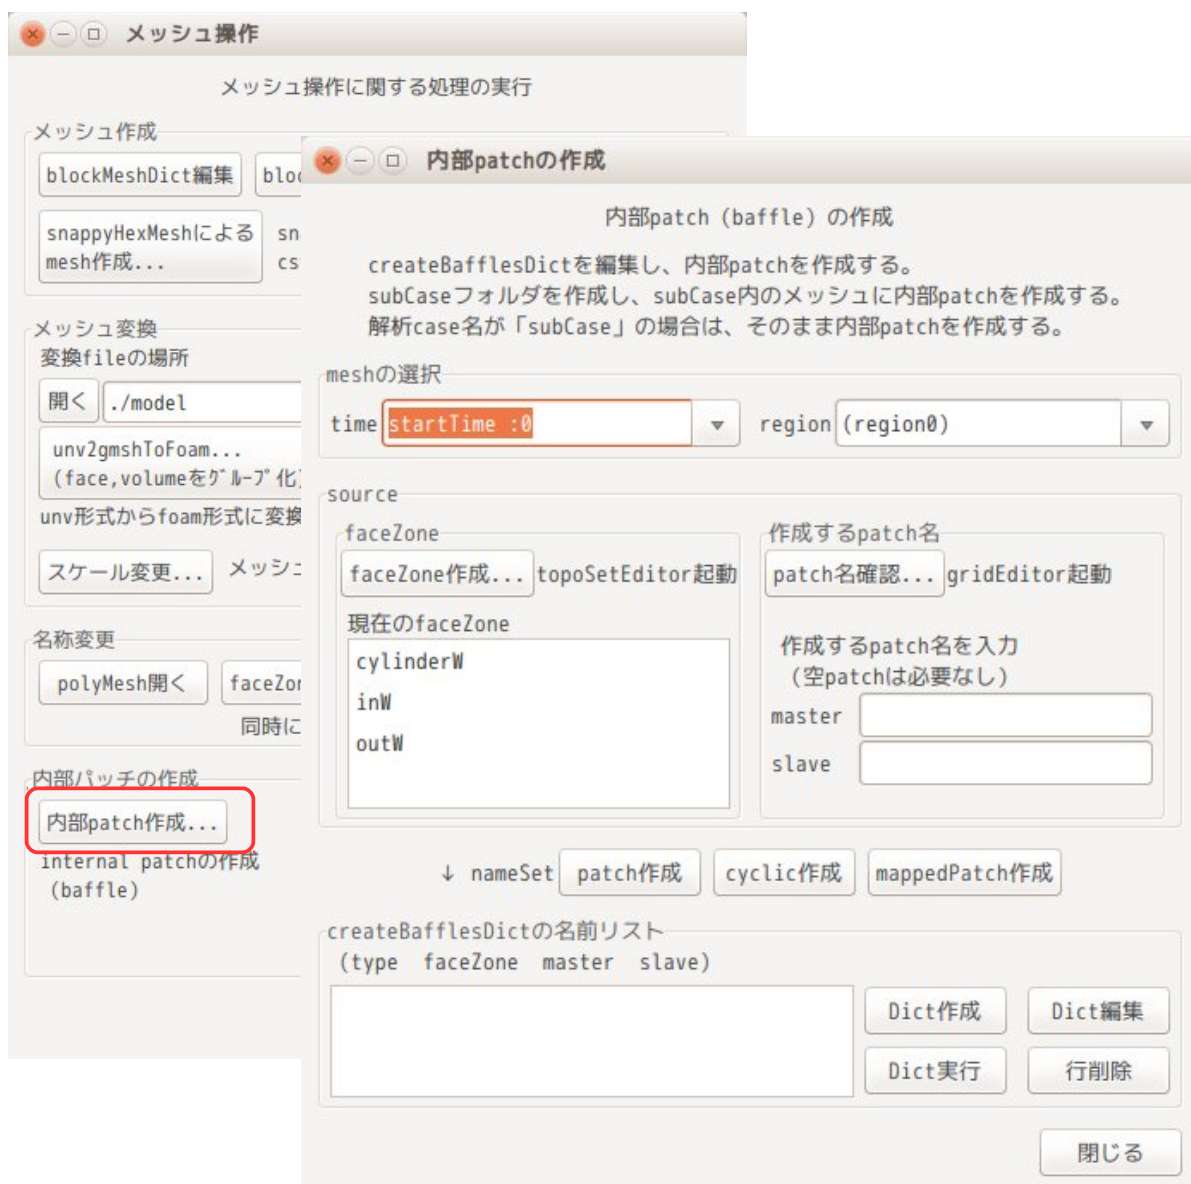 メッシュ操作
メッシュ操作に関する処理の実行
メッシュ作成
blockMeshDict編集
bloc
snappyHexMeshによる
mesh作成...
sn
cs
メッシュ変換
変換fileの場所
開く
./model
unv2gmshToFoam...
(face,volumeをｸﾞﾙｰﾌﾟ化)
unv形式からfoam形式に変換
スケール変更...
メッシュ
名称変更
polyMesh開く
faceZon
同時に
内部パッチの作成
内部patch作成...
internal patchの作成
(baffle)
内部patchの作成
内部patch (baffle) の作成
createBafflesDictを編集し、内部patchを作成する。
subCaseフォルダを作成し、subCase内のメッシュに内部patchを作成する。
解析case名が「subCase」の場合は、そのまま内部patchを作成する。
meshの選択
time
startTime :0
region
(region0)
source
faceZone
faceZone作成...
topoSetEditor起動
現在のfaceZone
cylinderW
inW
outW
作成するpatch名
patch名確認...
gridEditor起動
作成するpatch名を入力
(空patchは必要なし)
master
slave
↓ nameSet
patch作成
cyclic作成
mappedPatch作成
createBafflesDictの名前リスト
(type faceZone master slave)
Dict作成
Dict編集
Dict実行
行削除
閉じる